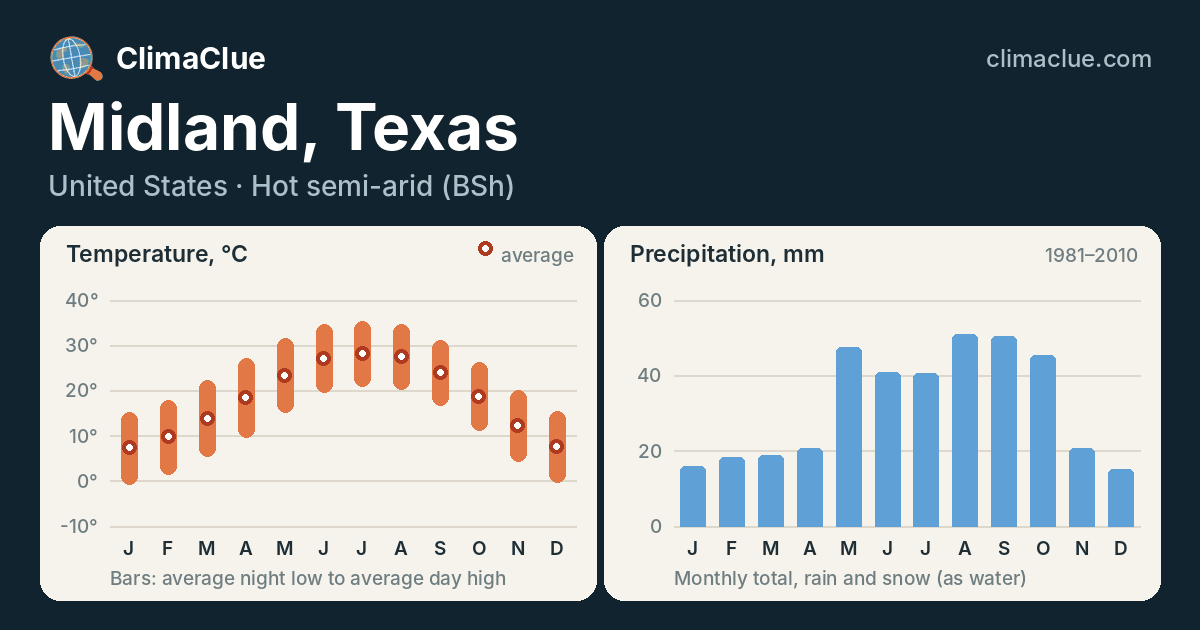 ClimaClue
climaclue.com
Midland, Texas
United States · Hot semi-arid (BSh)
Temperature, °C
average
40°
30°
20°
10°
0°
-10°
J F M A M J J A S O N D
Bars: average night low to average day high
Precipitation, mm
1981–2010
60
40
20
0
J F M A M J J A S O N D
Monthly total, rain and snow (as water)